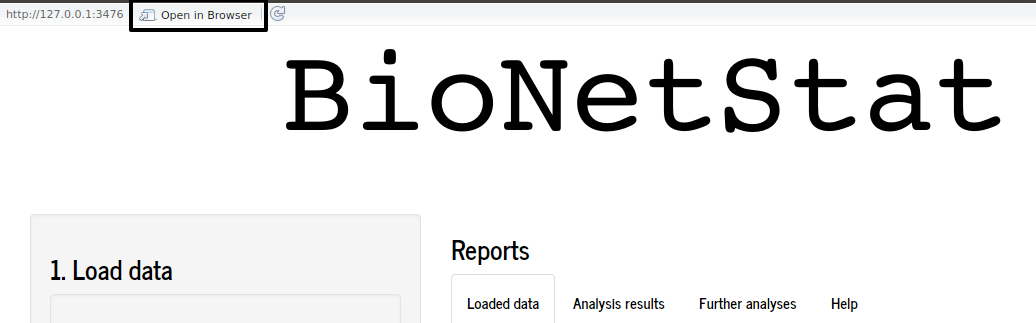 http://127.0.0.1:3476 Open in Browser
BioNetStat
1. Load data
Reports
Loaded data Analysis results Further analyses Help